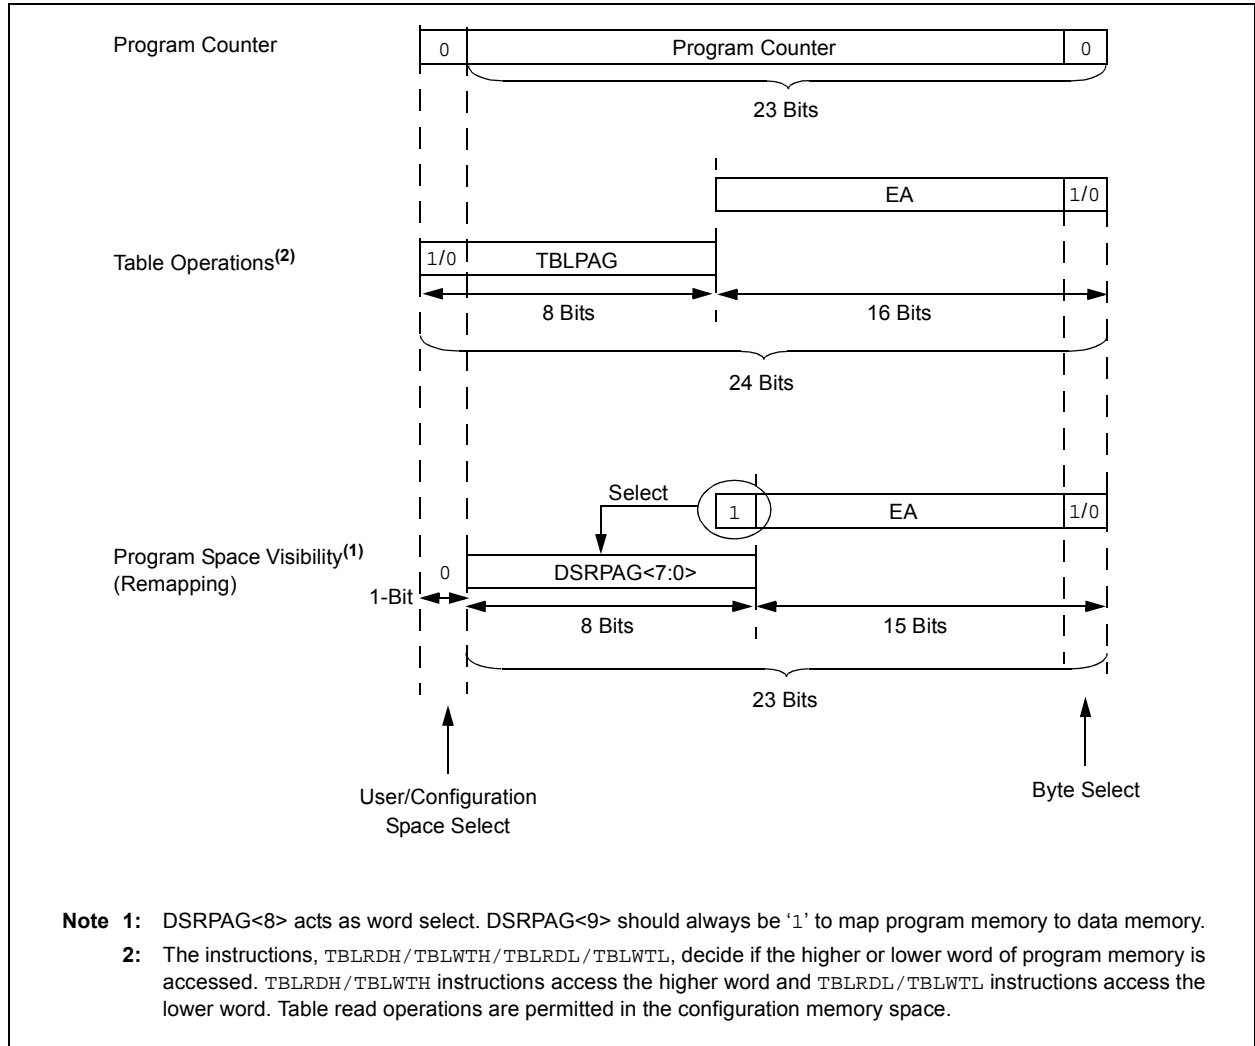 Program Counter
0 Program Counter 0
23 Bits
EA 1/0
Table Operations(2)
1/0 TBLPAG
8 Bits 16 Bits
24 Bits
Select
1 EA 1/0
Program Space Visibility(1)
(Remapping)
0 DSRPAG<7:0>
1-Bit
8 Bits 15 Bits
23 Bits
User/Configuration
Space Select
Byte Select
Note 1: DSRPAG<8> acts as word select. DSRPAG<9> should always be ‘1’ to map program memory to data memory.
2: The instructions, TBLRDH/TBLWTH/TBLRDL/TBLWTL, decide if the higher or lower word of program memory is
accessed. TBLRDH/TBLWTH instructions access the higher word and TBLRDL/TBLWTL instructions access the
lower word. Table read operations are permitted in the configuration memory space.